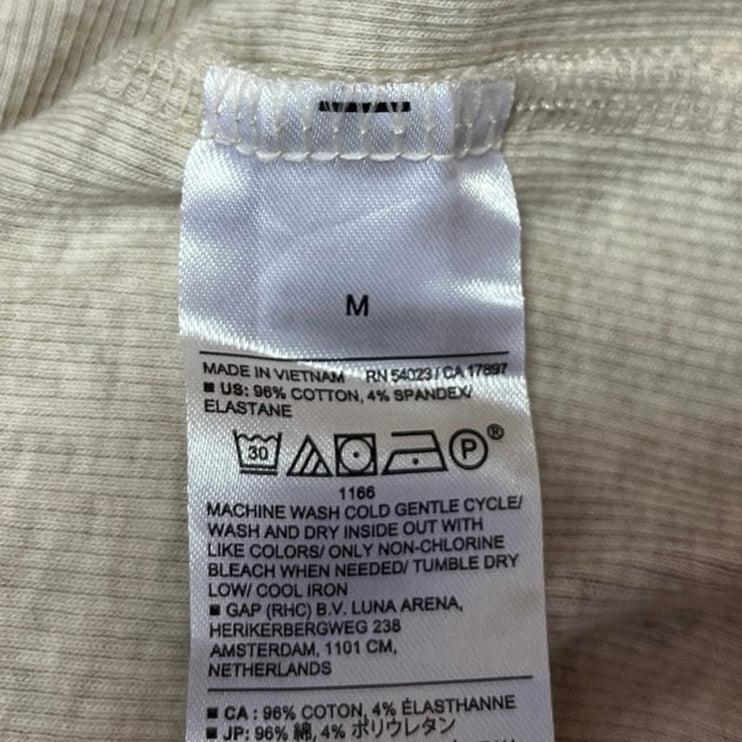 M
MADE IN VIETNAM RN 54023 / CA 17897
■ US: 96% COTTON, 4% SPANDEX/
ELASTANE
30 P®
1166
MACHINE WASH COLD GENTLE CYCLE/
WASH AND DRY INSIDE OUT WITH
LIKE COLORS/ ONLY NON-CHLORINE
BLEACH WHEN NEEDED/ TUMBLE DRY
LOW/ COOL IRON
■ GAP (RHC) B.V. LUNA ARENA,
HERIKERBERGWEG 238
AMSTERDAM, 1101 CM,
NETHERLANDS
■ CA : 96% COTON, 4% ÉLASTHANNE
■ JP: 96% 綿, 4% ポリウレタン